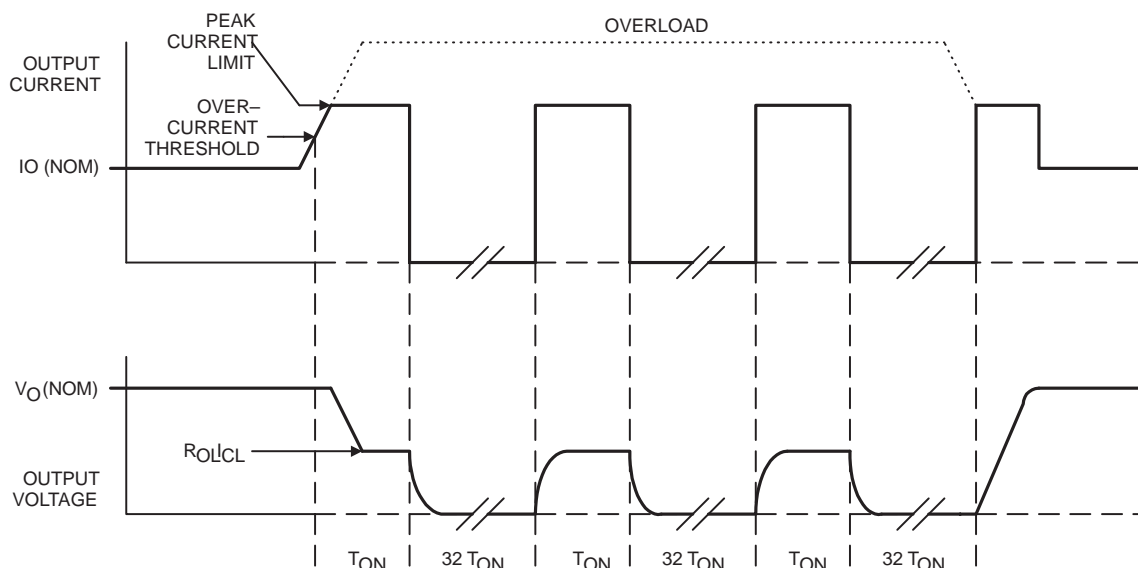 PEAK
CURRENT
LIMIT
OVERLOAD
OUTPUT
CURRENT
OVER–
CURRENT
THRESHOLD
IO (NOM)
VO (NOM)
ROLICL
OUTPUT
VOLTAGE
TON 32 TON TON 32 TON TON 32 TON